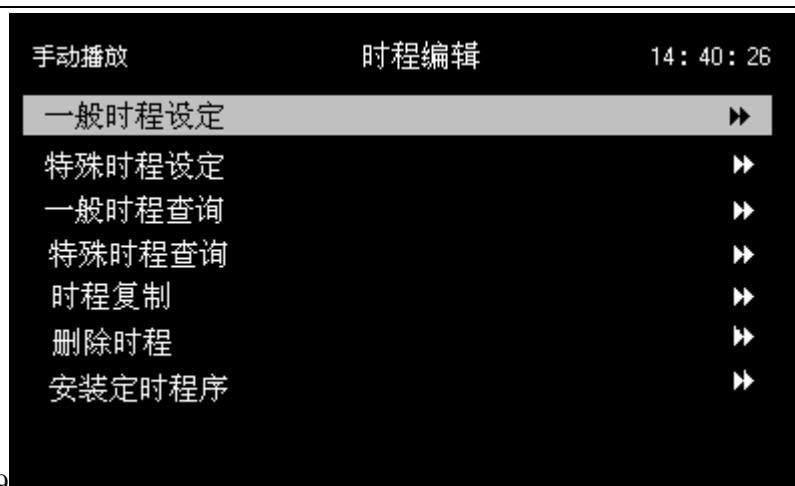 手动播放 时程编辑 14:40:26
一般时程设定
特殊时程设定
一般时程查询
特殊时程查询
时程复制
删除时程
安装定时程序